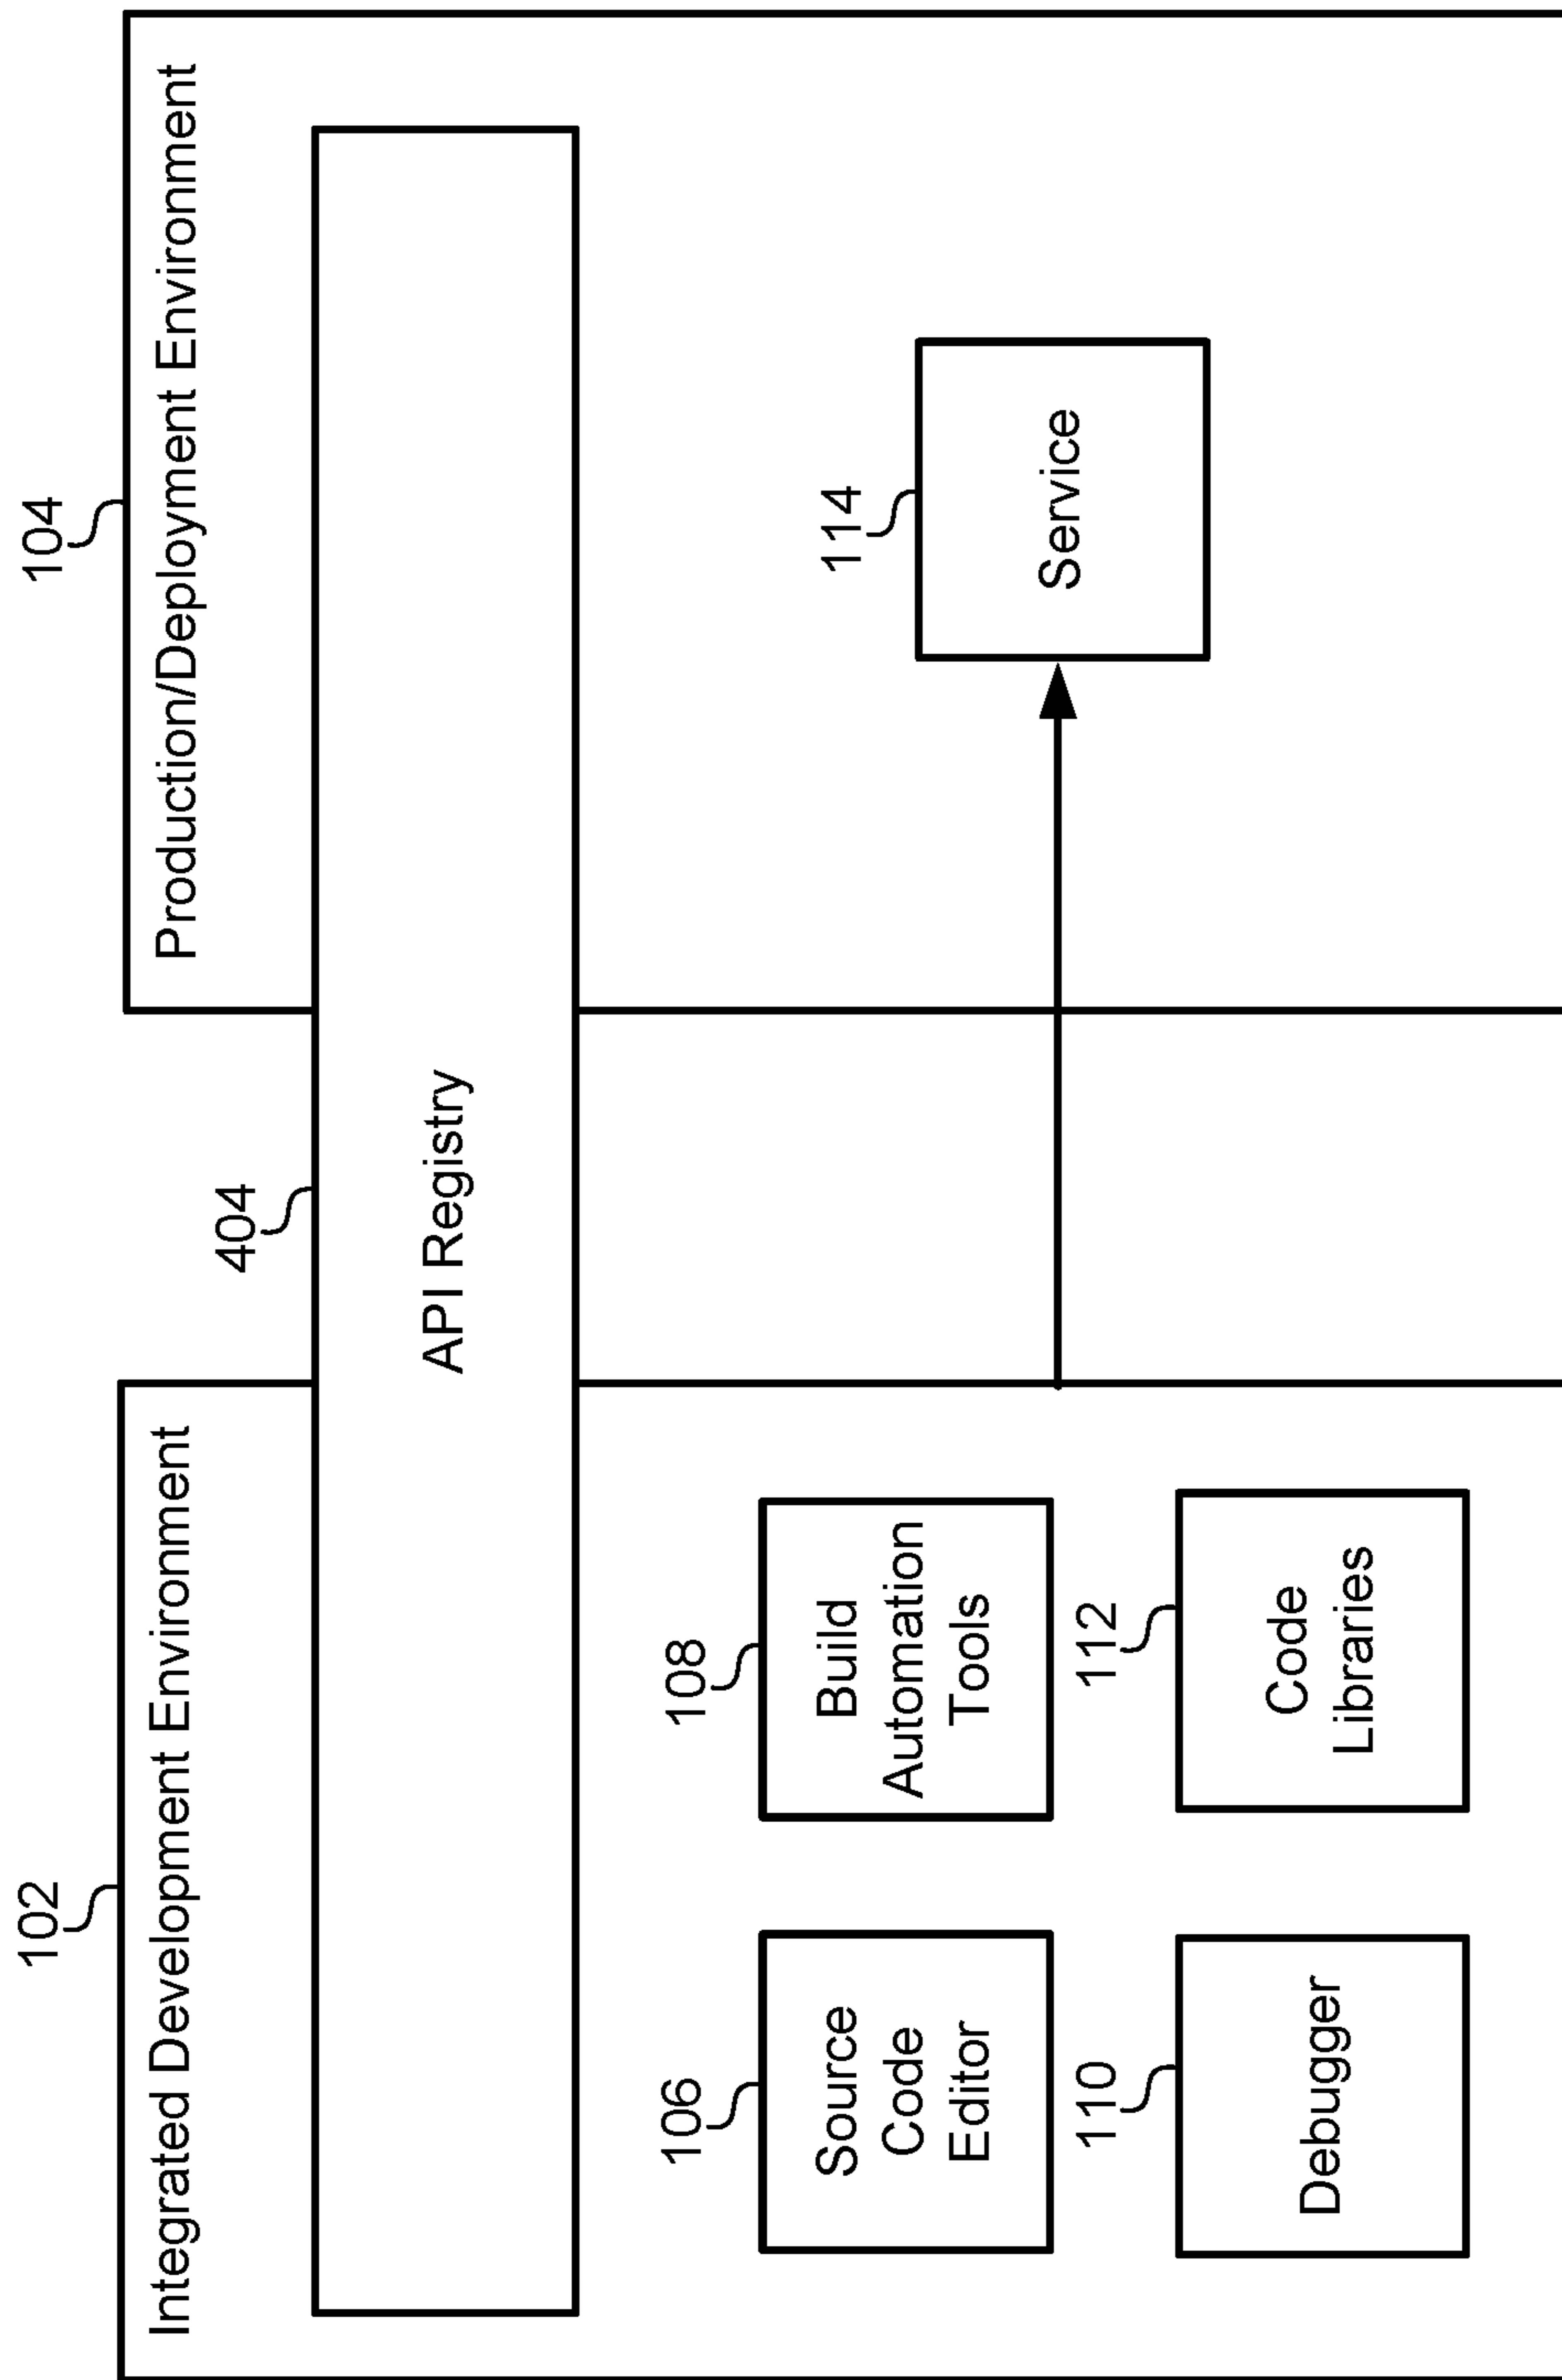 102
104
Integrated Development Environment
Production/Deployment Environment
404
API Registry
106
Source
Code
Editor
108
Build
Automation
Tools
114
Service
110
Debugger
112
Code
Libraries